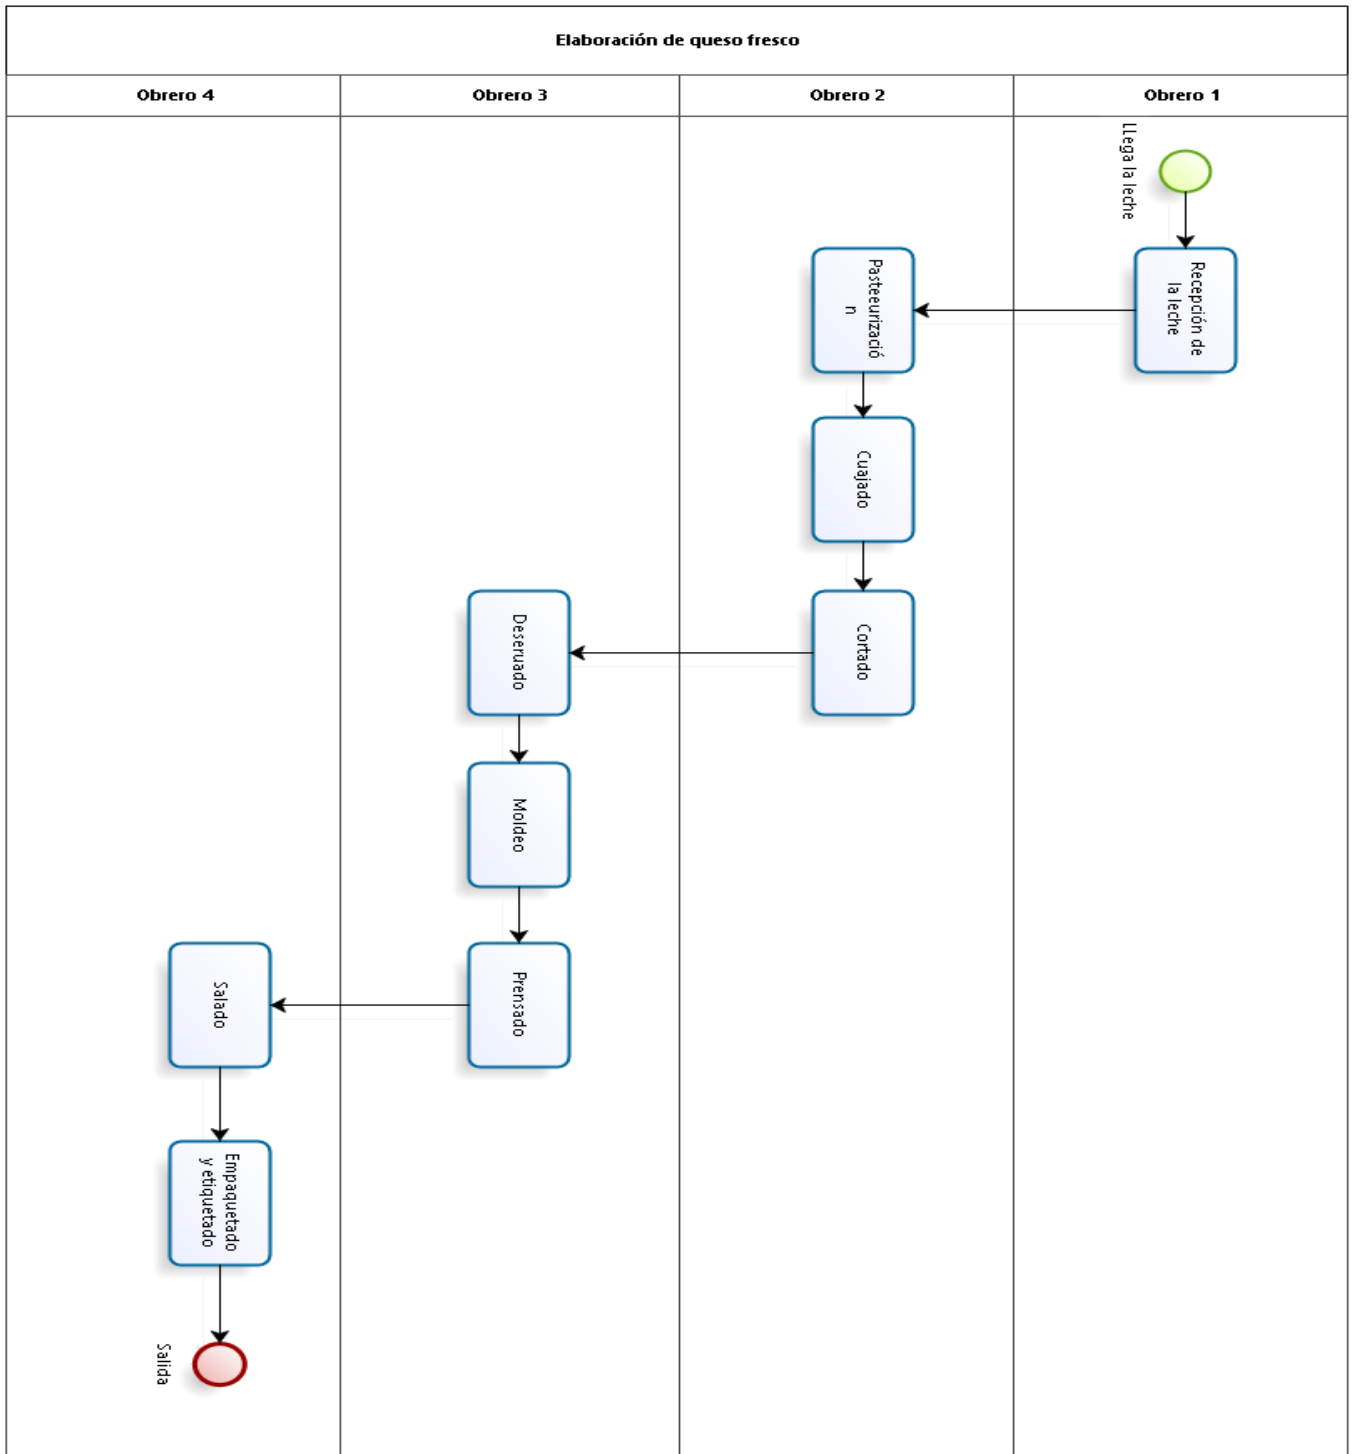 Elaboración de queso fresco
Obrero 4
Obrero 3
Obrero 2
Obrero 1
LLega la leche
Recepción de
la leche
Pasteeurizació
n
Cuajado
Cortado
Deseruado
Moldeo
Prensado
Salado
Empaquetado
y etiquetado
Salida